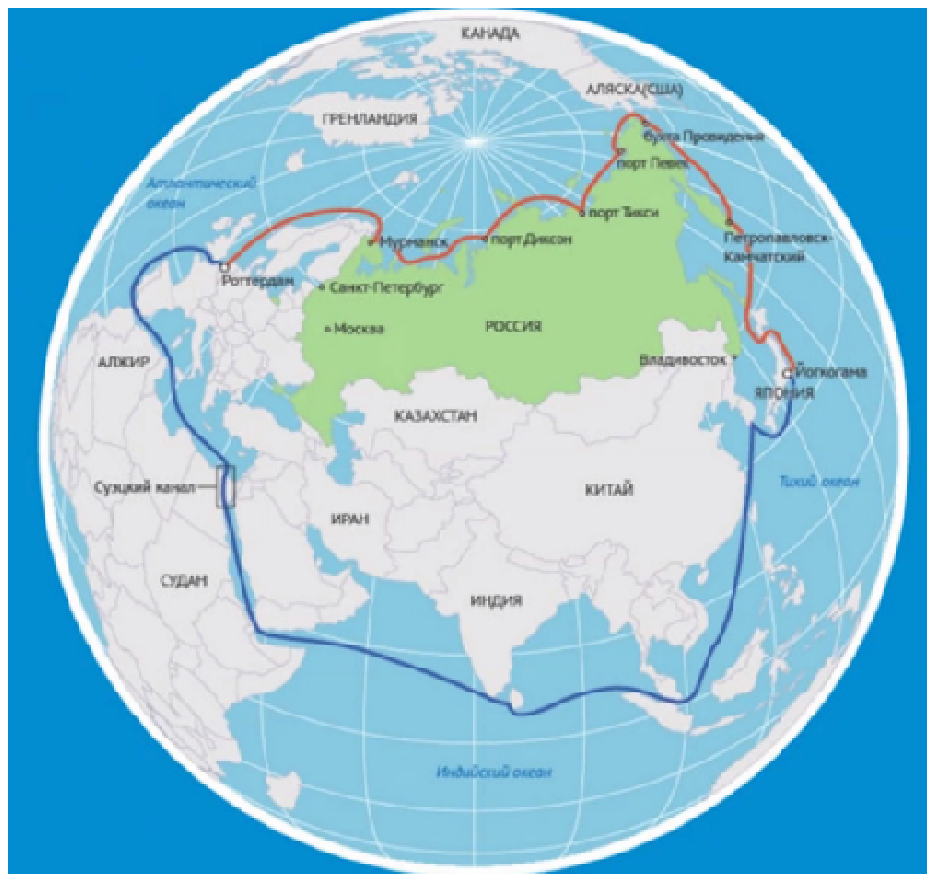 КАНАДА
АЛЯСКА(США)
ГРЕНЛАНДИЯ
бухта Провидения
порт Певек
Атлантический
океан
порт Тикси
Мурманск
порт Диксон
Петропавловск-
Камчатский
Роттердам
Санкт-Петербург
Москва
РОССИЯ
АЛЖИР
Владивосток
Йогкогама
ЯПОНИЯ
КАЗАХСТАН
Суэцкий канал
Тихий океан
КИТАЙ
ИРАН
СУДАН
ИНДИЯ
Индийский океан